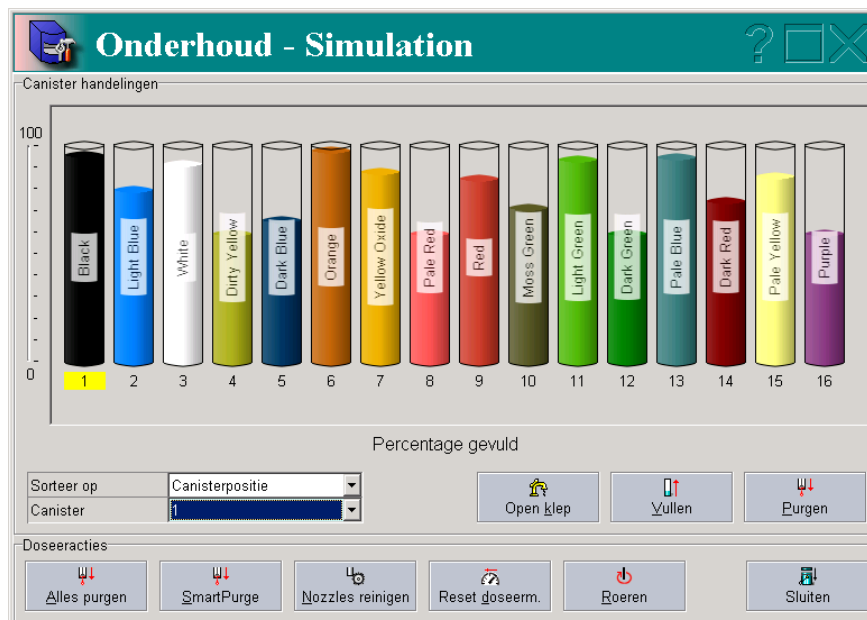 Onderhoud - Simulation
Canister handelingen
100
Black
Light Blue
White
Dirty Yellow
Dark Blue
Orange
Yellow Oxide
Pale Red
Red
Moss Green
Light Green
Dark Green
Pale Blue
Dark Red
Pale Yellow
Purple
0
1 2 3 4 5 6 7 8 9 10 11 12 13 14 15 16
Percentage gevuld
Sorteer op Canisterpositie
Canister 1
Open klep Vullen Purgen
Doseeracties
Alles purgen SmartPurge Nozzles reinigen Reset doseerm. Roeren Sluiten